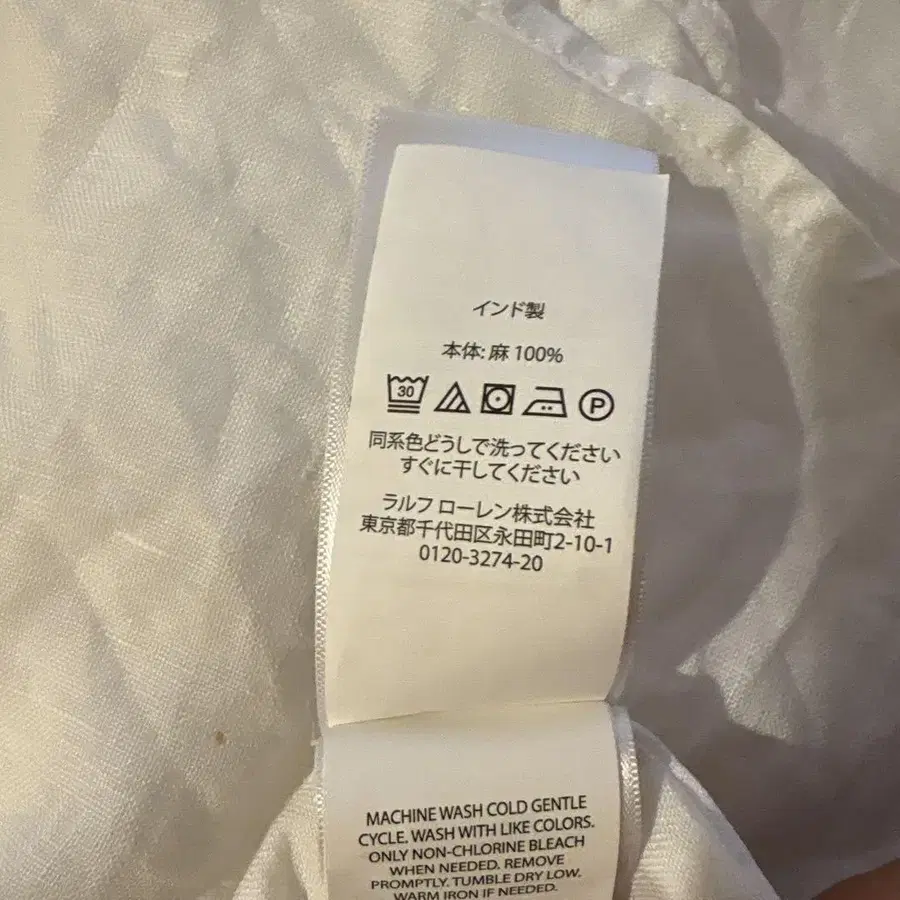 インド製
本体: 麻 100%
30
P
同系色どうしで洗ってください
すぐに干してください
ラルフ ローレン株式会社
東京都千代田区永田町2-10-1
0120-3274-20
MACHINE WASH COLD GENTLE
CYCLE. WASH WITH LIKE COLORS.
ONLY NON-CHLORINE BLEACH
WHEN NEEDED. REMOVE
PROMPTLY. TUMBLE DRY LOW.
WARM IRON IF NEEDED.